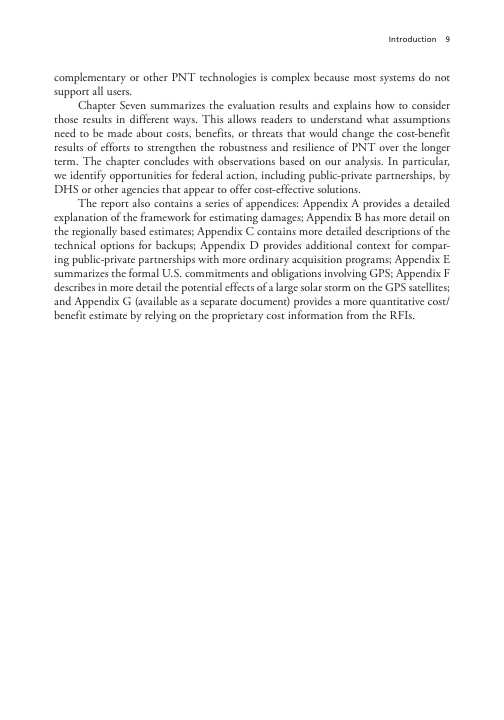 Introduction 9
complementary or other PNT technologies is complex because most systems do not
support all users.
Chapter Seven summarizes the evaluation results and explains how to consider
those results in different ways. This allows readers to understand what assumptions
need to be made about costs, benefits, or threats that would change the cost-benefit
results of efforts to strengthen the robustness and resilience of PNT over the longer
term. The chapter concludes with observations based on our analysis. In particular,
we identify opportunities for federal action, including public-private partnerships, by
DHS or other agencies that appear to offer cost-effective solutions.
The report also contains a series of appendices: Appendix A provides a detailed
explanation of the framework for estimating damages; Appendix B has more detail on
the regionally based estimates; Appendix C contains more detailed descriptions of the
technical options for backups; Appendix D provides additional context for compar-
ing public-private partnerships with more ordinary acquisition programs; Appendix E
summarizes the formal U.S. commitments and obligations involving GPS; Appendix F
describes in more detail the potential effects of a large solar storm on the GPS satellites;
and Appendix G (available as a separate document) provides a more quantitative cost/
benefit estimate by relying on the proprietary cost information from the RFIs.